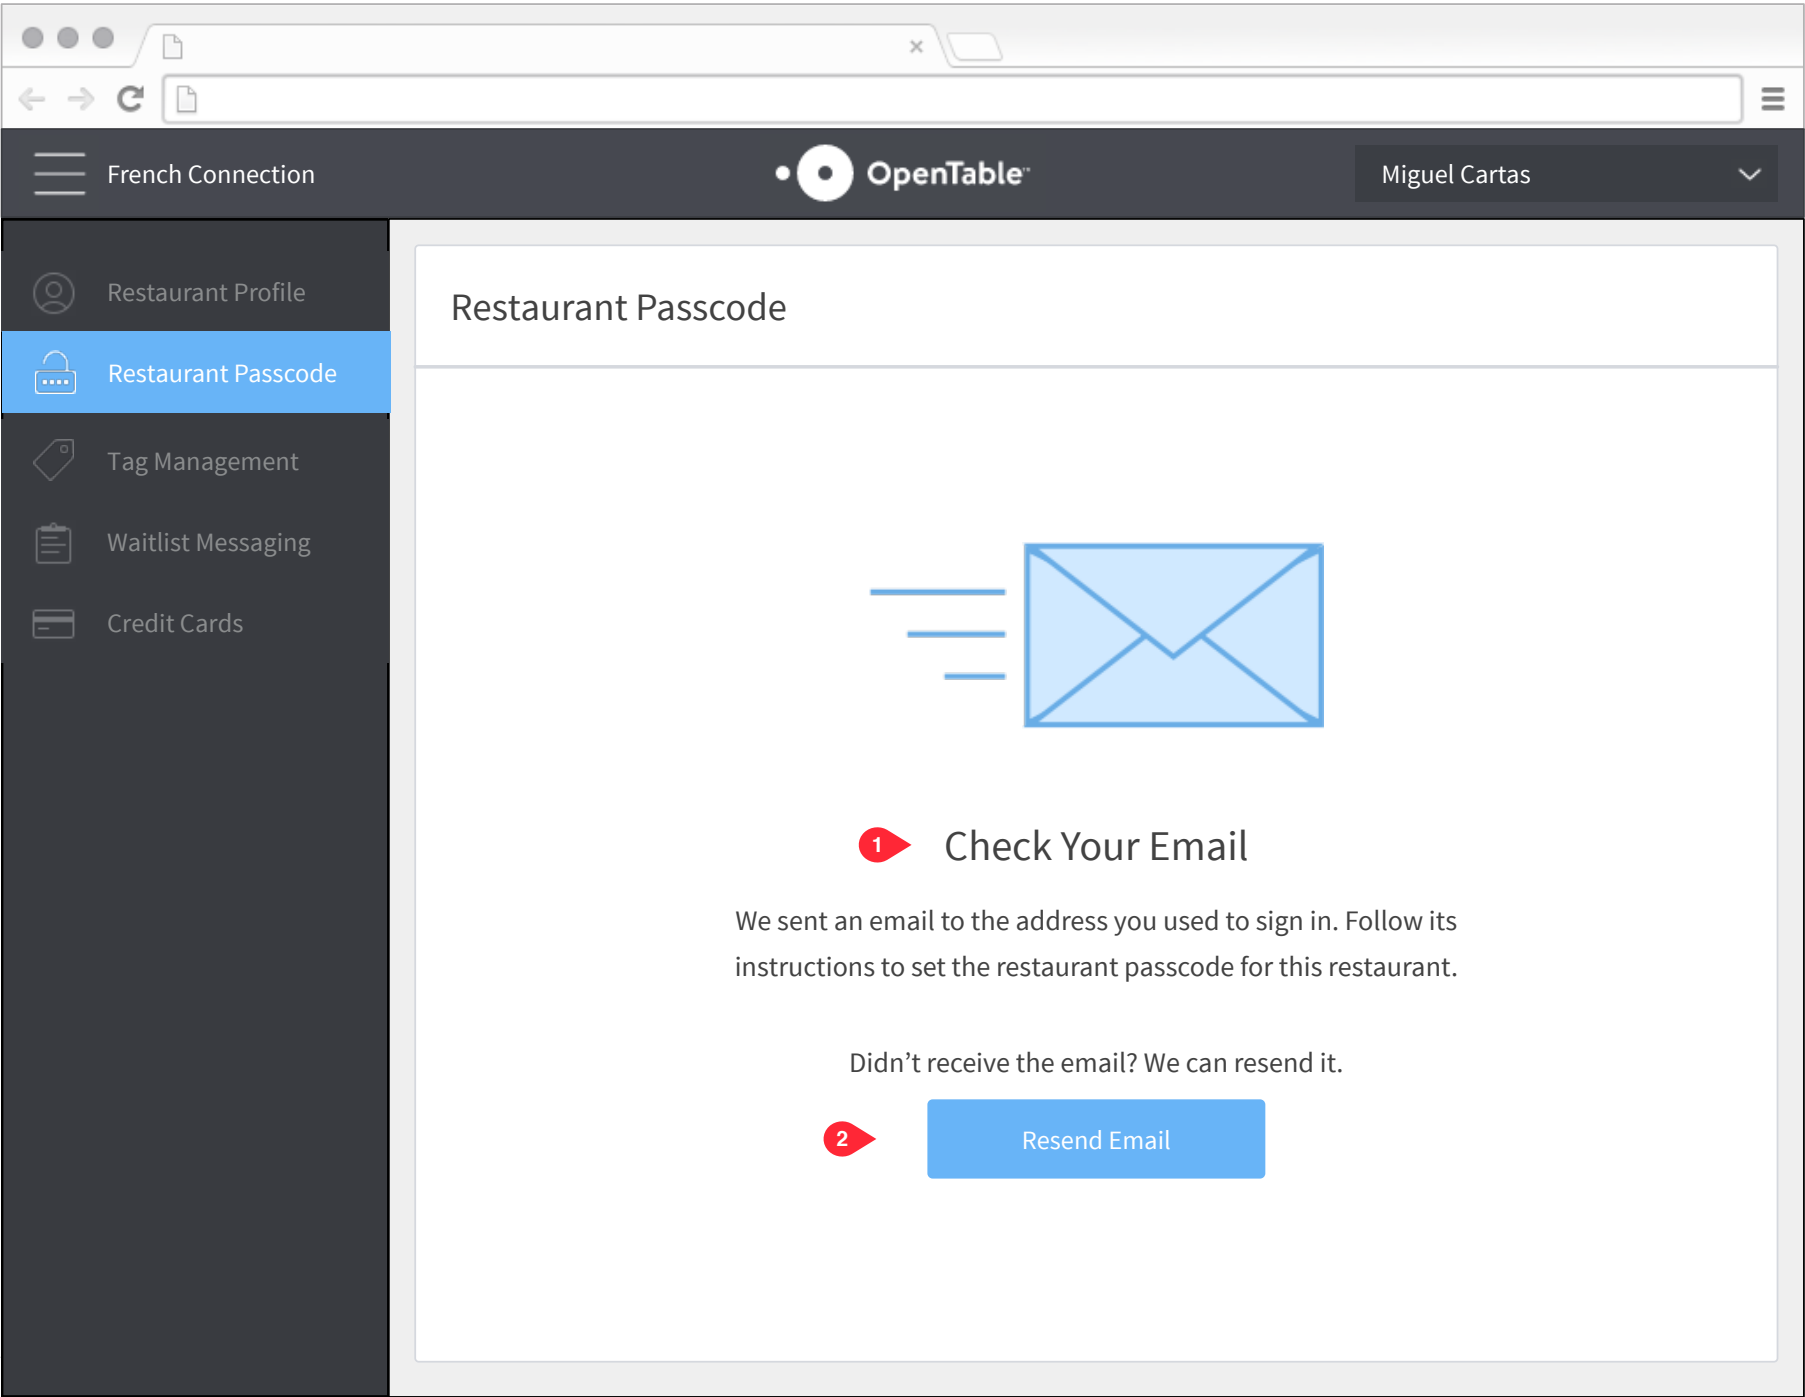 French Connection
OpenTable™
Miguel Cartas
Restaurant Profile
Restaurant Passcode
Tag Management
Waitlist Messaging
Credit Cards
Restaurant Passcode
1
Check Your Email
We sent an email to the address you used to sign in. Follow its
instructions to set the restaurant passcode for this restaurant.
Didn’t receive the email? We can resend it.
2
Resend Email